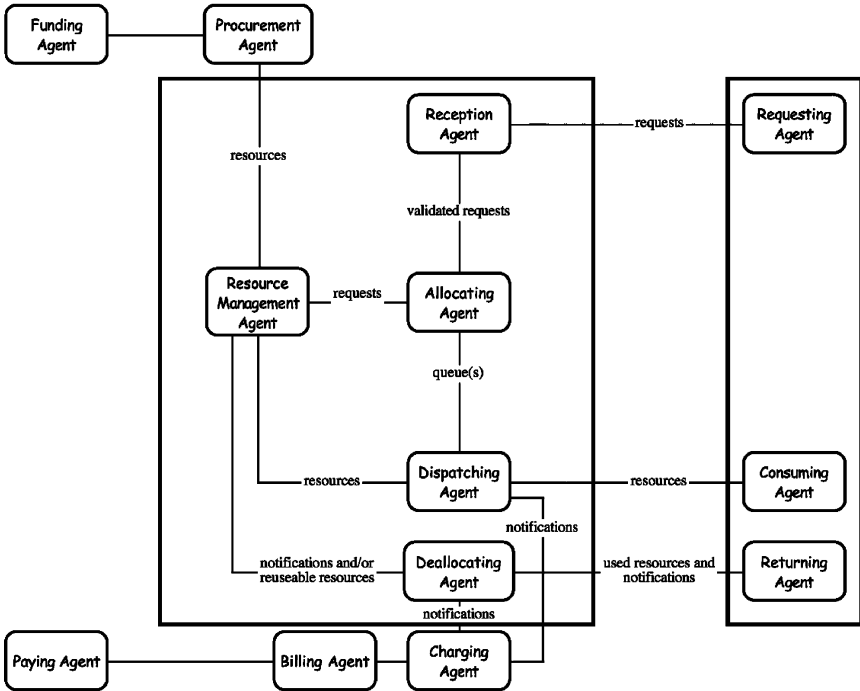 Funding
Agent
Procurement
Agent
Reception
Agent
requests
Requesting
Agent
resources
validated requests
Resource
Management
Agent
requests
Allocating
Agent
queue(s)
resources
Dispatching
Agent
resources
Consuming
Agent
notifications
notifications and/or
reuseable resources
Deallocating
Agent
used resources and
notifications
Returning
Agent
notifications
Paying Agent
Billing Agent
Charging
Agent